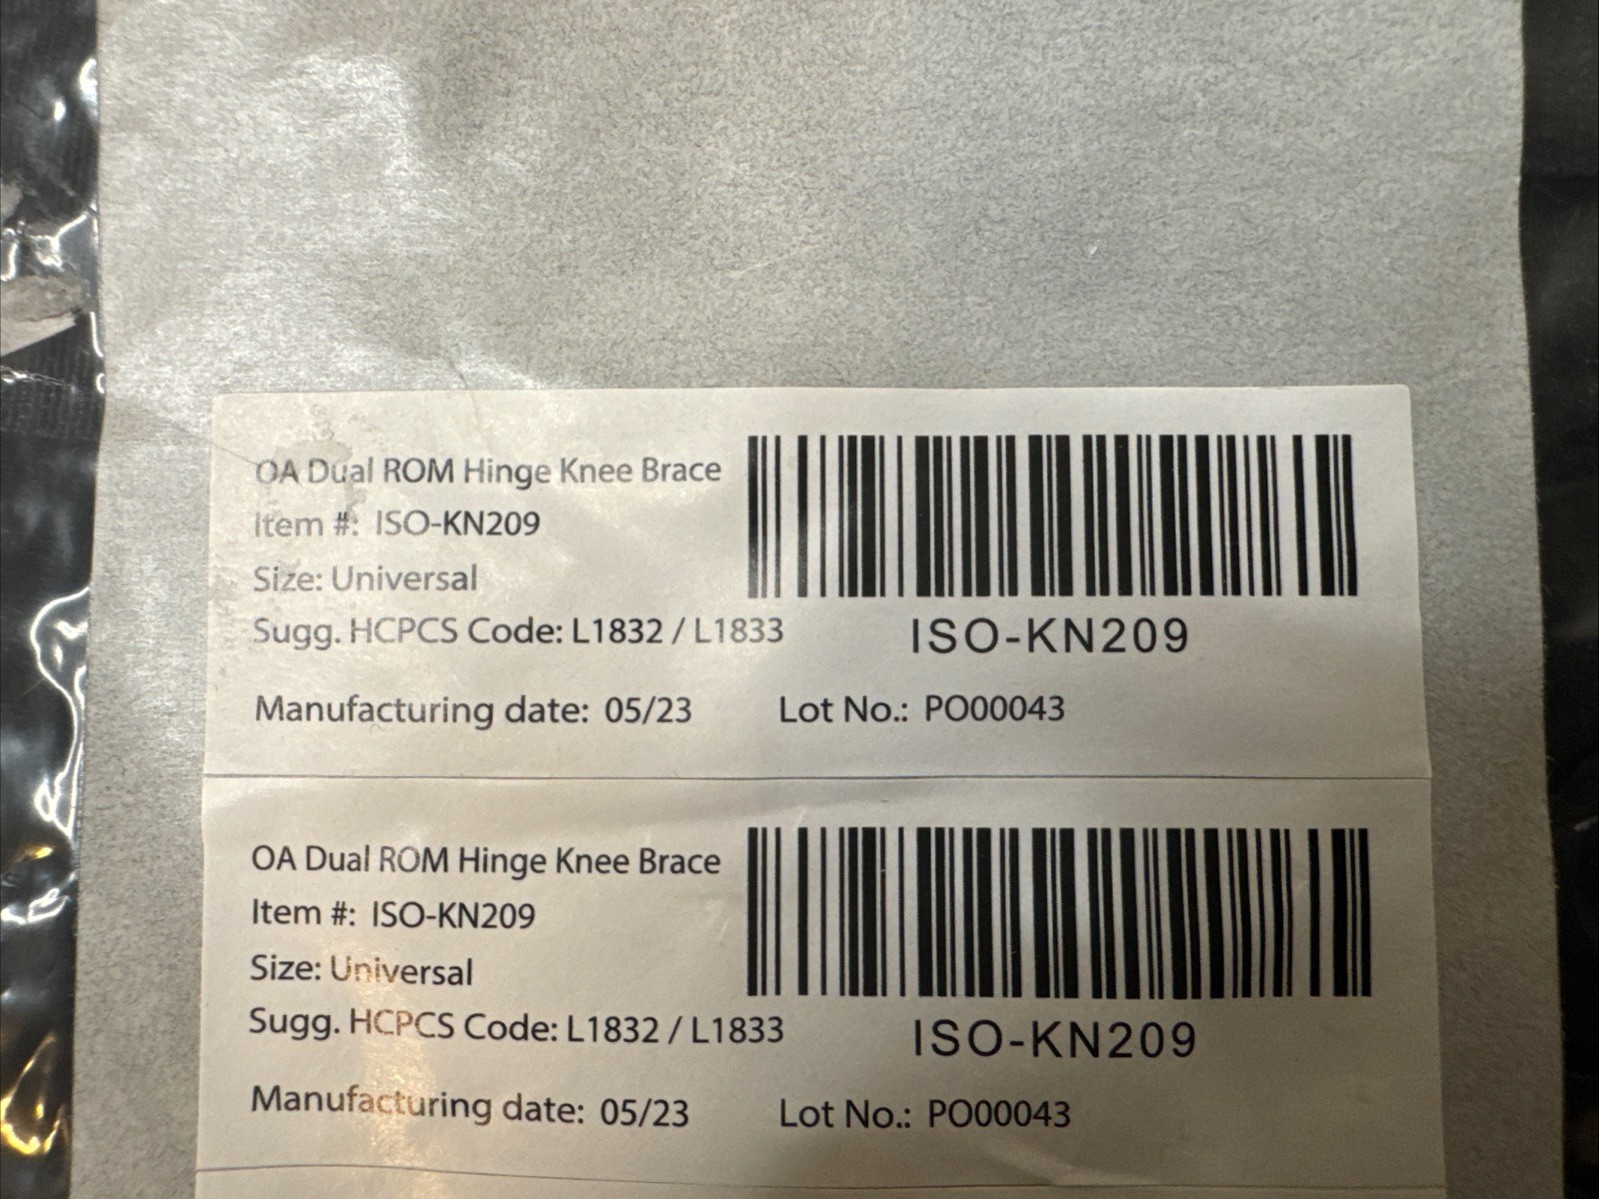 OA Dual ROM Hinge Knee Brace
Item #: ISO-KN209
Size: Universal
Sugg. HCPCS Code: L1832 / L1833
ISO-KN209
Manufacturing date: 05/23 Lot No.: PO00043
OA Dual ROM Hinge Knee Brace
Item #: ISO-KN209
Size: Universal
Sugg. HCPCS Code: L1832 / L1833
ISO-KN209
Manufacturing date: 05/23 Lot No.: PO00043